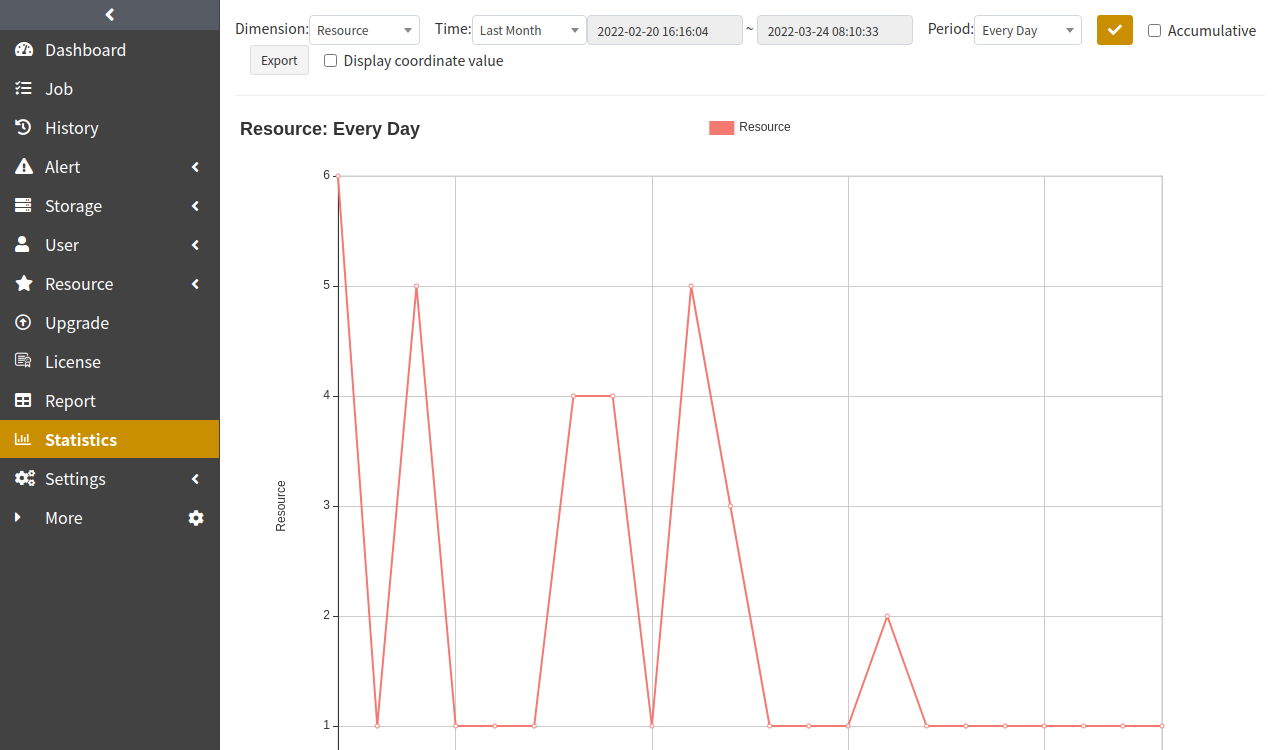 Dashboard
Job
History
Alert
Storage
User
Resource
Upgrade
License
Report
Statistics
Settings
More
Dimension: Resource Time: Last Month 2022-02-20 16:16:04 ~ 2022-03-24 08:10:33 Period: Every Day Accumulative
Export Display coordinate value
Resource: Every Day
Resource
6
5
4
3
2
1
Resource